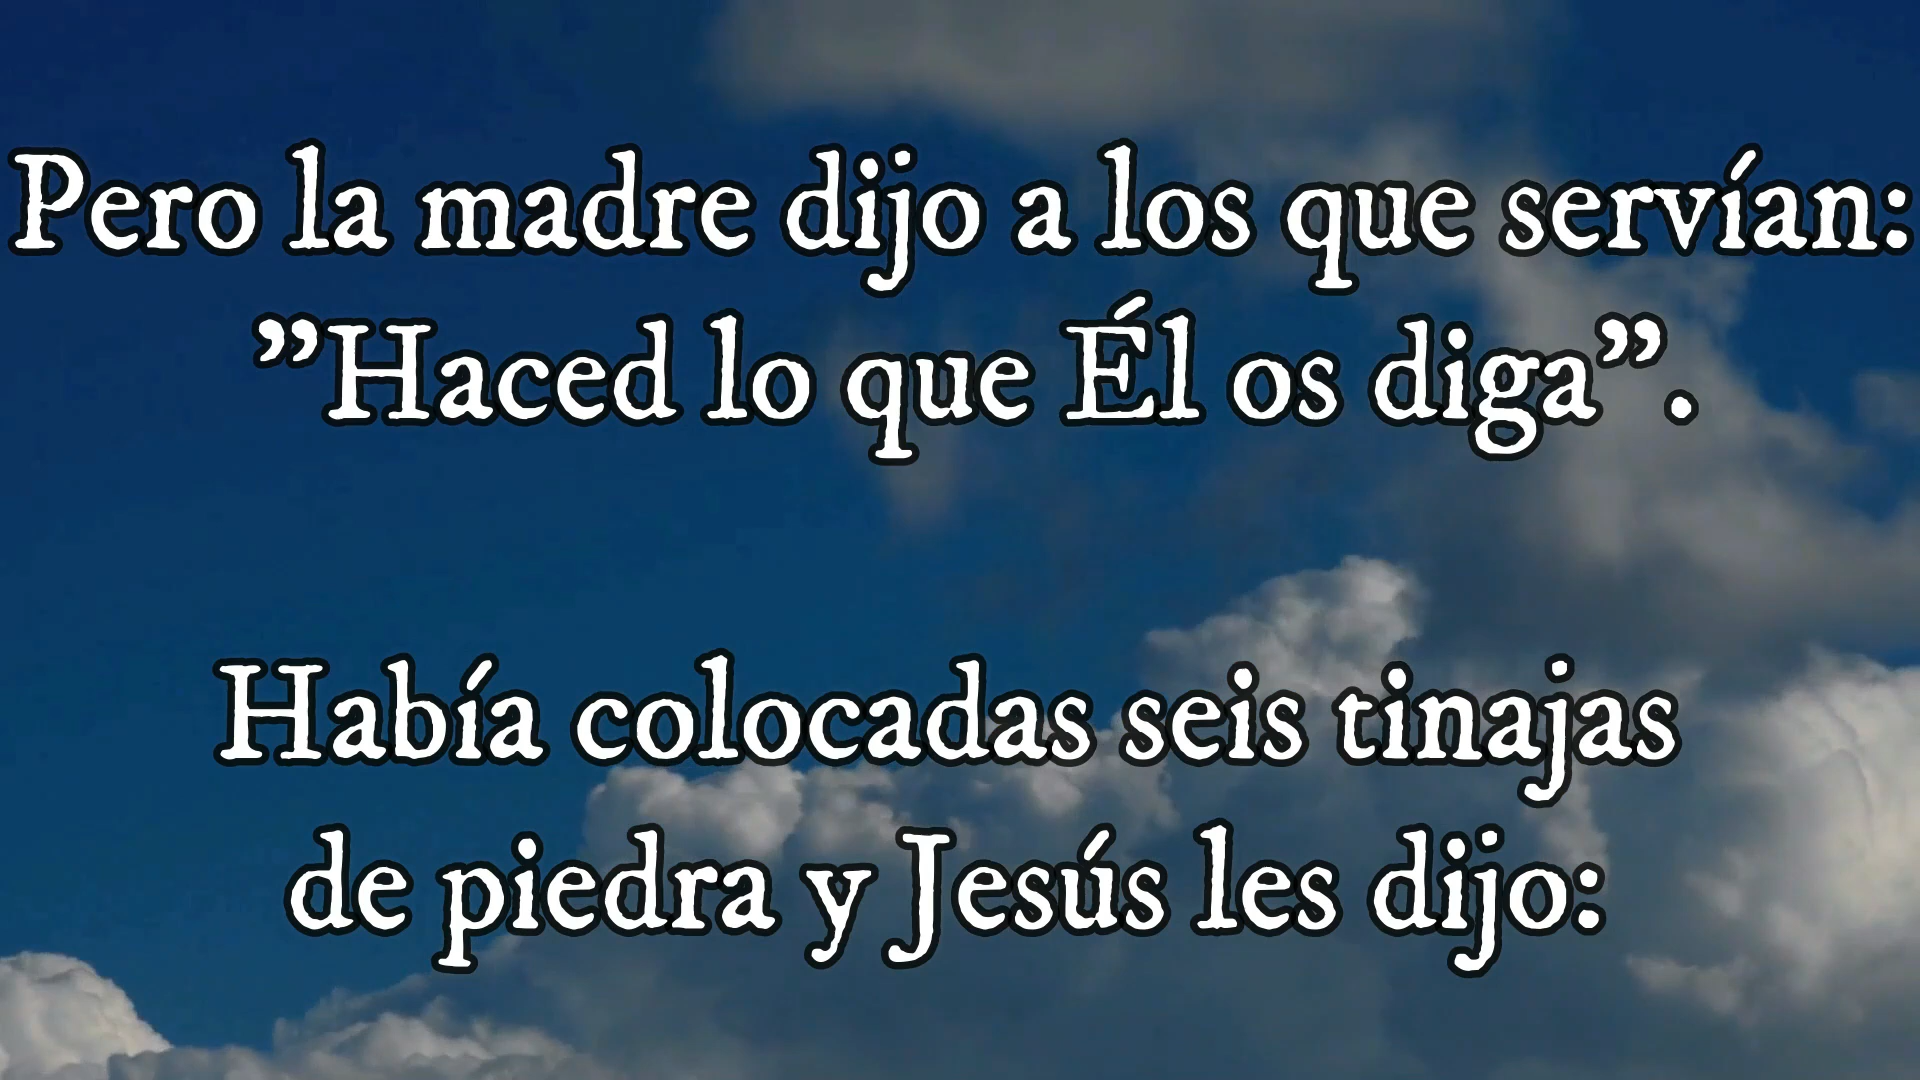 Pero la madre dijo a los que servían:
”Haced lo que Él os diga”.
Había colocadas seis tinajas
de piedra y Jesús les dijo: